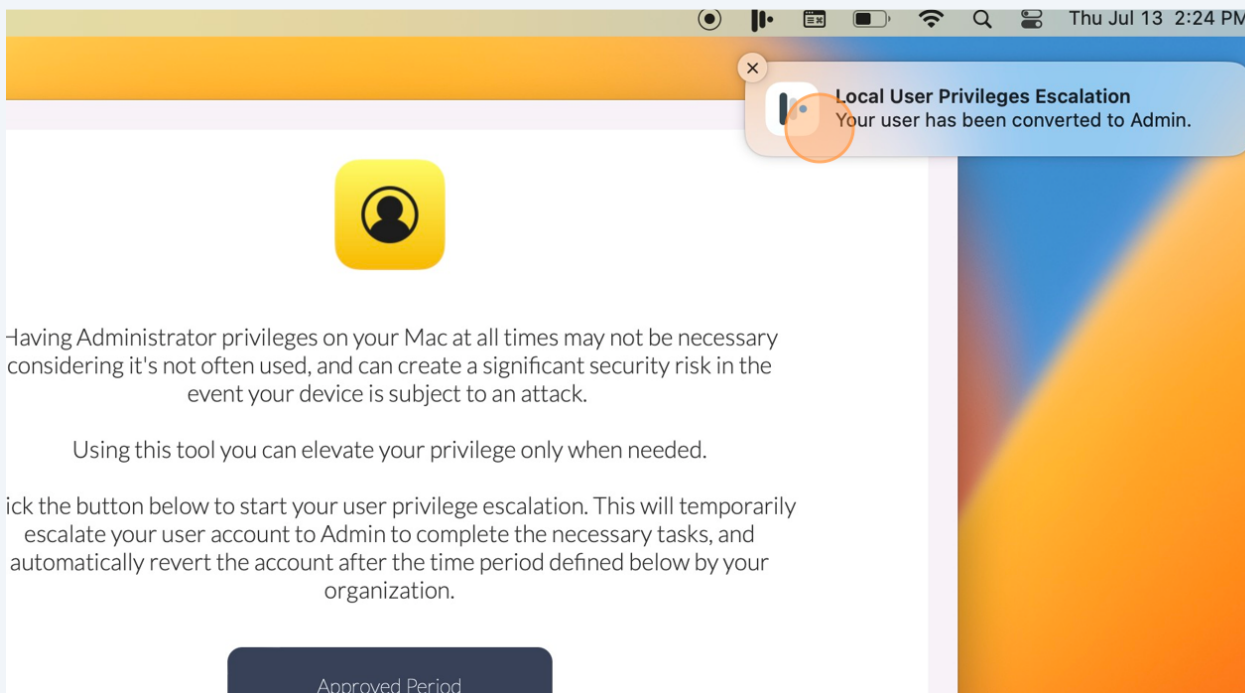 Thu Jul 13 2:24 PM
Local User Privileges Escalation
Your user has been converted to Admin.
Having Administrator privileges on your Mac at all times may not be necessary
considering it's not often used, and can create a significant security risk in the
event your device is subject to an attack.
Using this tool you can elevate your privilege only when needed.
ick the button below to start your user privilege escalation. This will temporarily
escalate your user account to Admin to complete the necessary tasks, and
automatically revert the account after the time period defined below by your
organization.
Approved Period